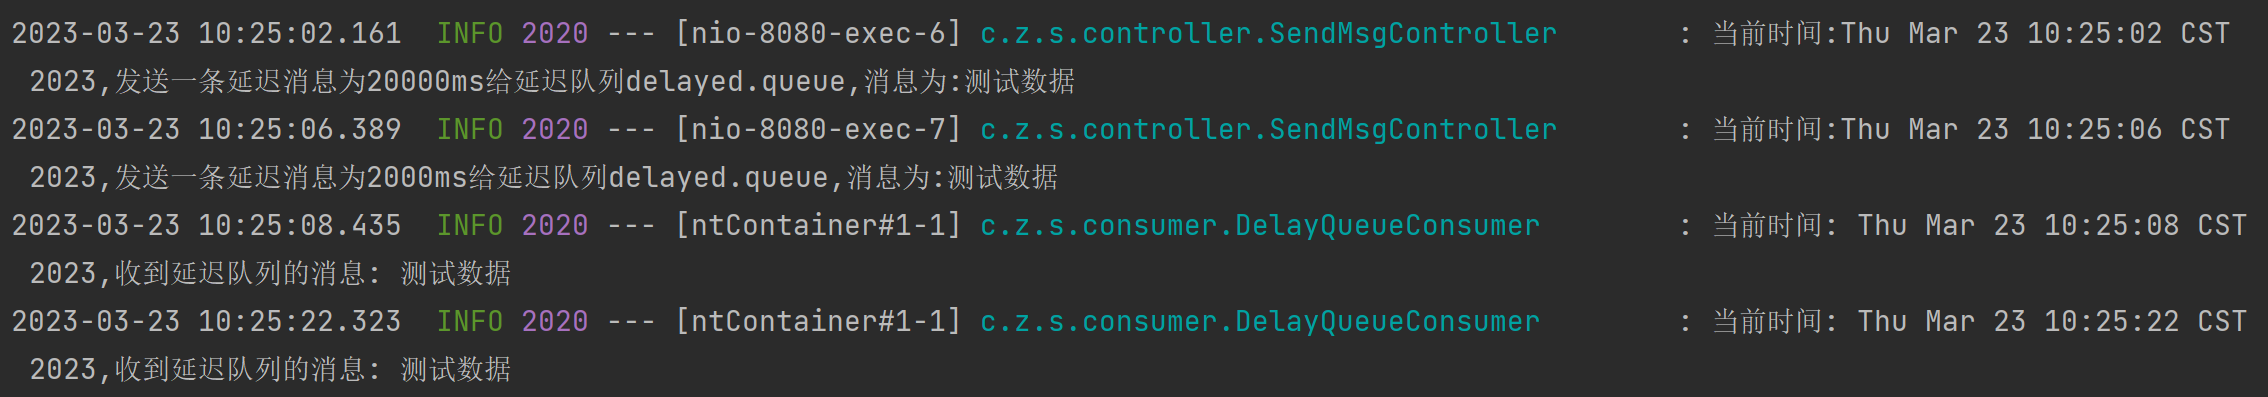 2023-03-23 10:25:02.161  INFO 2020 --- [nio-8080-exec-6] c.z.s.controller.SendMsgController       : 当前时间:Thu Mar 23 10:25:02 CST
2023,发送一条延迟消息为20000ms给延迟队列delayed.queue,消息为:测试数据
2023-03-23 10:25:06.389  INFO 2020 --- [nio-8080-exec-7] c.z.s.controller.SendMsgController       : 当前时间:Thu Mar 23 10:25:06 CST
2023,发送一条延迟消息为2000ms给延迟队列delayed.queue,消息为:测试数据
2023-03-23 10:25:08.435  INFO 2020 --- [ntContainer#1-1] c.z.s.consumer.DelayQueueConsumer        : 当前时间: Thu Mar 23 10:25:08 CST
2023,收到延迟队列的消息: 测试数据
2023-03-23 10:25:22.323  INFO 2020 --- [ntContainer#1-1] c.z.s.consumer.DelayQueueConsumer        : 当前时间: Thu Mar 23 10:25:22 CST
2023,收到延迟队列的消息: 测试数据